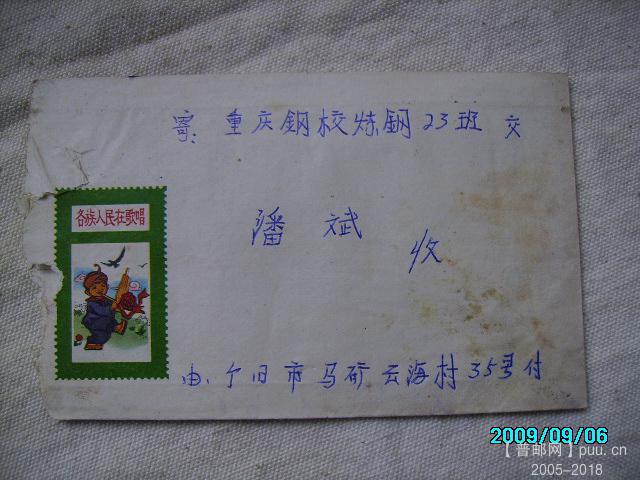 寄：重庆鋼校炼鋼23班 交
各族人民在歌唱
潘斌
收
由：个旧市马矿云海村35号付
2009/09/06
【普邮网】puu.cn
2005-2018